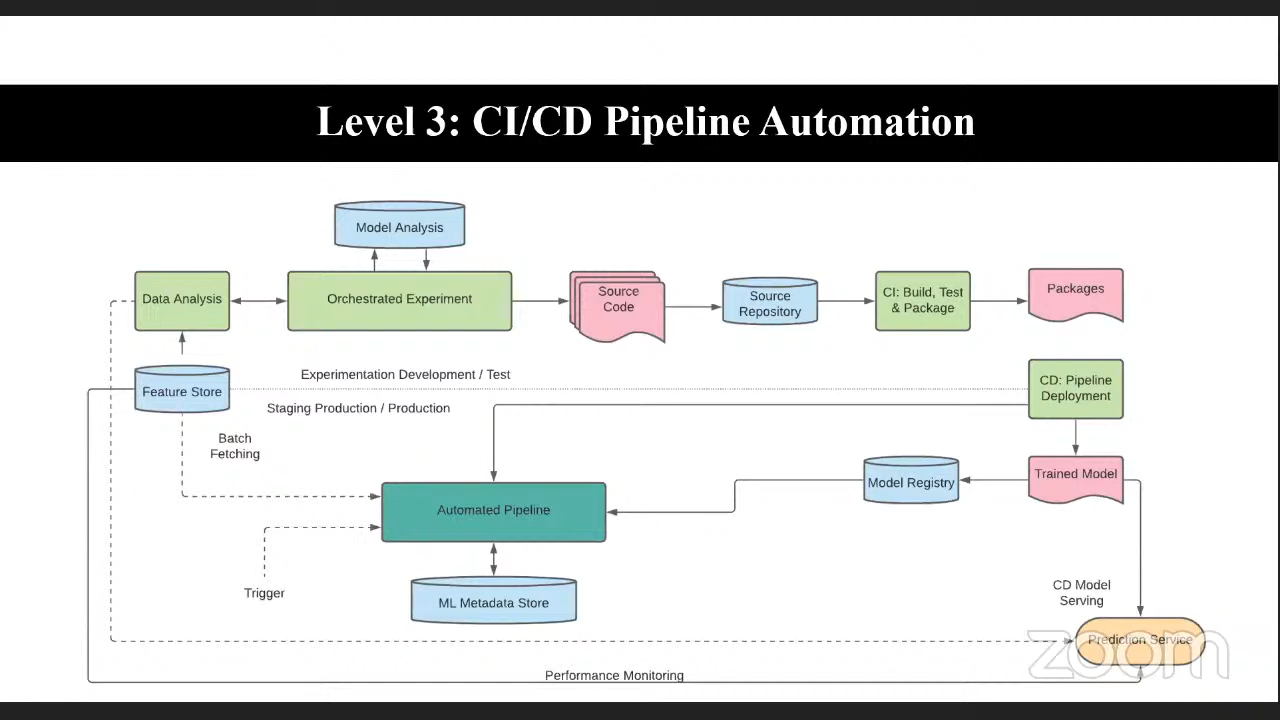 Level 3: CI/CD Pipeline Automation
Model Analysis
Data Analysis
Orchestrated Experiment
Source
Code
Source
Repository
CI: Build, Test
& Package
Packages
Feature Store
Experimentation Development / Test
Staging Production / Production
CD: Pipeline
Deployment
Batch
Fetching
Automated Pipeline
Model Registry
Trained Model
Trigger
ML Metadata Store
CD Model
Serving
Prediction Service
zoom
Performance Monitoring